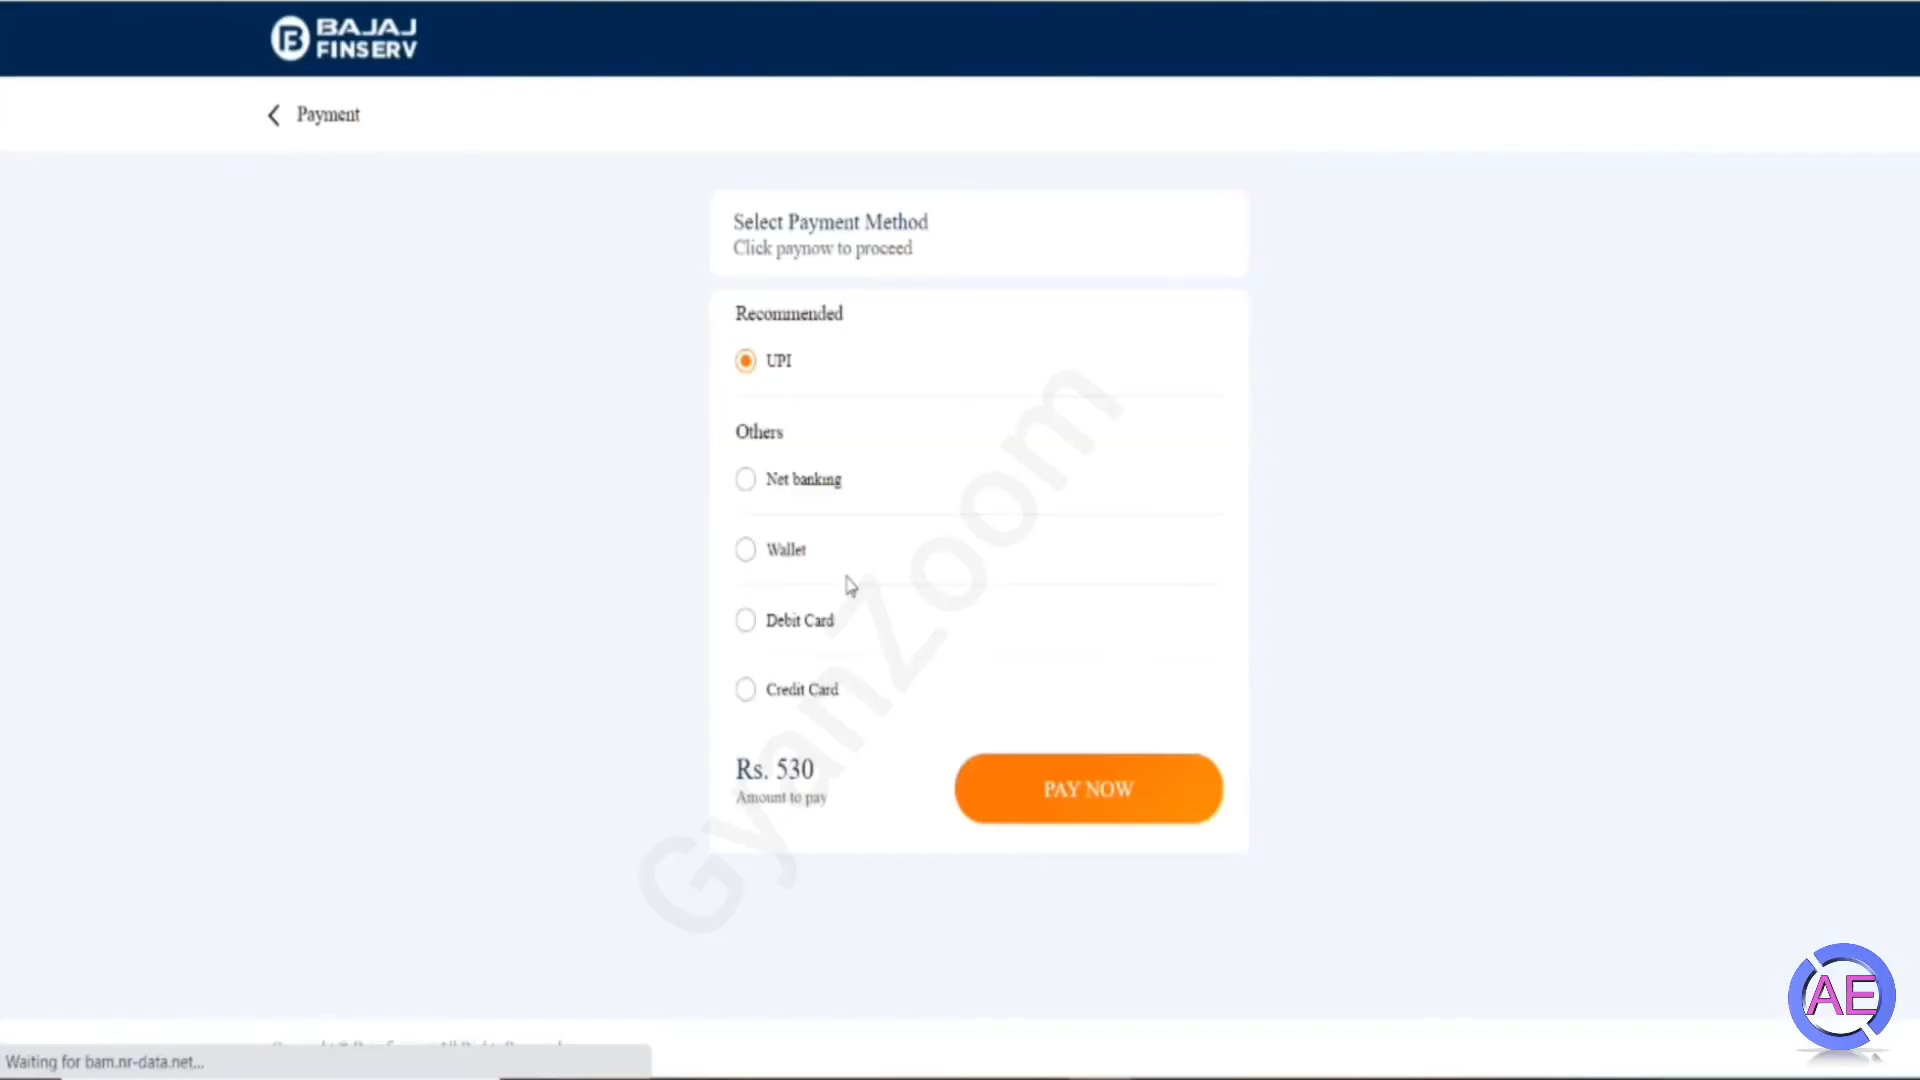 BAJAJ
FINSERV
Payment
Select Payment Method
Click paynow to proceed
Recommended
UPI
Others
Net banking
Wallet
Debit Card
Credit Card
Rs. 530
Amount to pay
PAY NOW
GyanZoom
AE
Waiting for bam.nr-data.net...